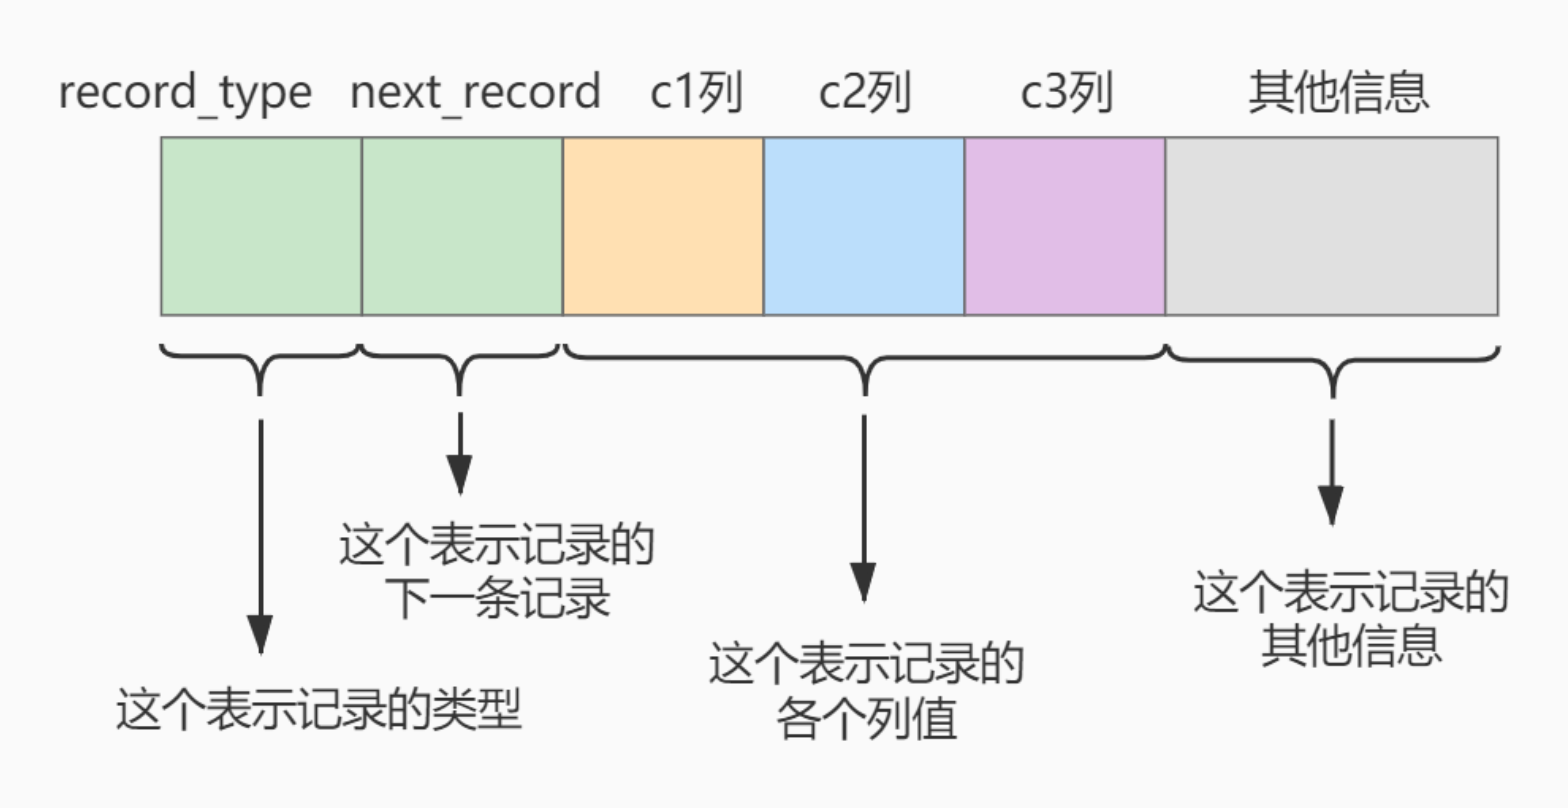 record_type next_record c1列 c2列 c3列 其他信息
这个表示记录的
下一条记录
这个表示记录的
其他信息
这个表示记录的
各个列值
这个表示记录的类型